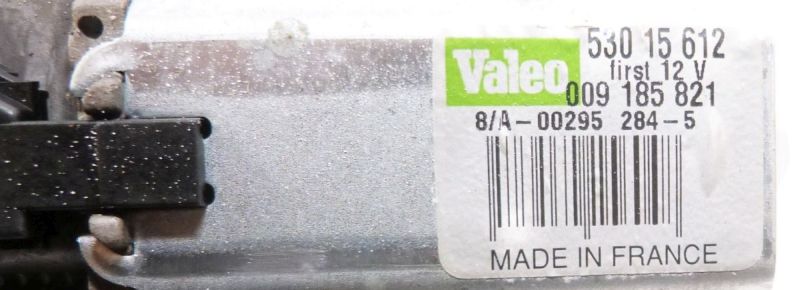 Valeo
530 15 612
first 12 V
009 185 821
8/A-00295 284-5
MADE IN FRANCE